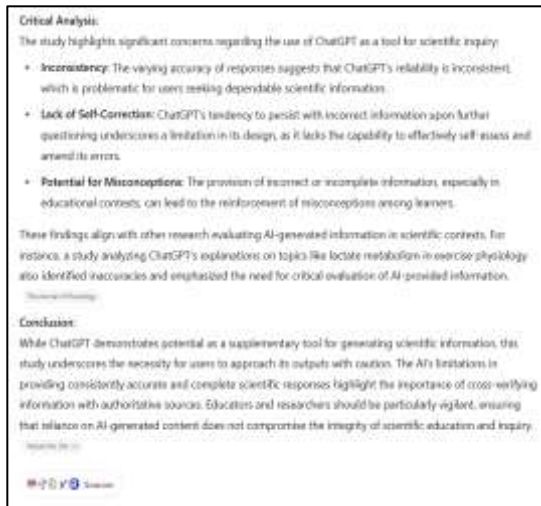 Critical Analysis:
The study highlights significant concerns regarding the use of ChatGPT as a tool for scientific inquiry:
• Inconsistency: The varying accuracy of responses suggests that ChatGPT's reliability is inconsistent,
which is problematic for users seeking dependable scientific information.
• Lack of Self-Correction: ChatGPT's tendency to persist with incorrect information upon further
questioning underscores a limitation in its design, as it lacks the capability to effectively self-assess and
amend its errors.
• Potential for Misconceptions: The provision of incorrect or incomplete information, especially in
educational contexts, can lead to the reinforcement of misconceptions among learners.
These findings align with other research evaluating AI-generated information in scientific contexts. For
instance, a study analyzing ChatGPT's explanations on topics like lactate metabolism in exercise physiology
also identified inaccuracies and emphasized the need for critical evaluation of AI-provided information.
Conclusion:
While ChatGPT demonstrates potential as a supplementary tool for generating scientific information, this
study underscores the necessity for users to approach its outputs with caution. The AI's limitations in
providing consistently accurate and complete scientific responses highlight the importance of cross-verifying
information with authoritative sources. Educators and researchers should be particularly vigilant, ensuring
that reliance on AI-generated content does not compromise the integrity of scientific education and inquiry.
Sources